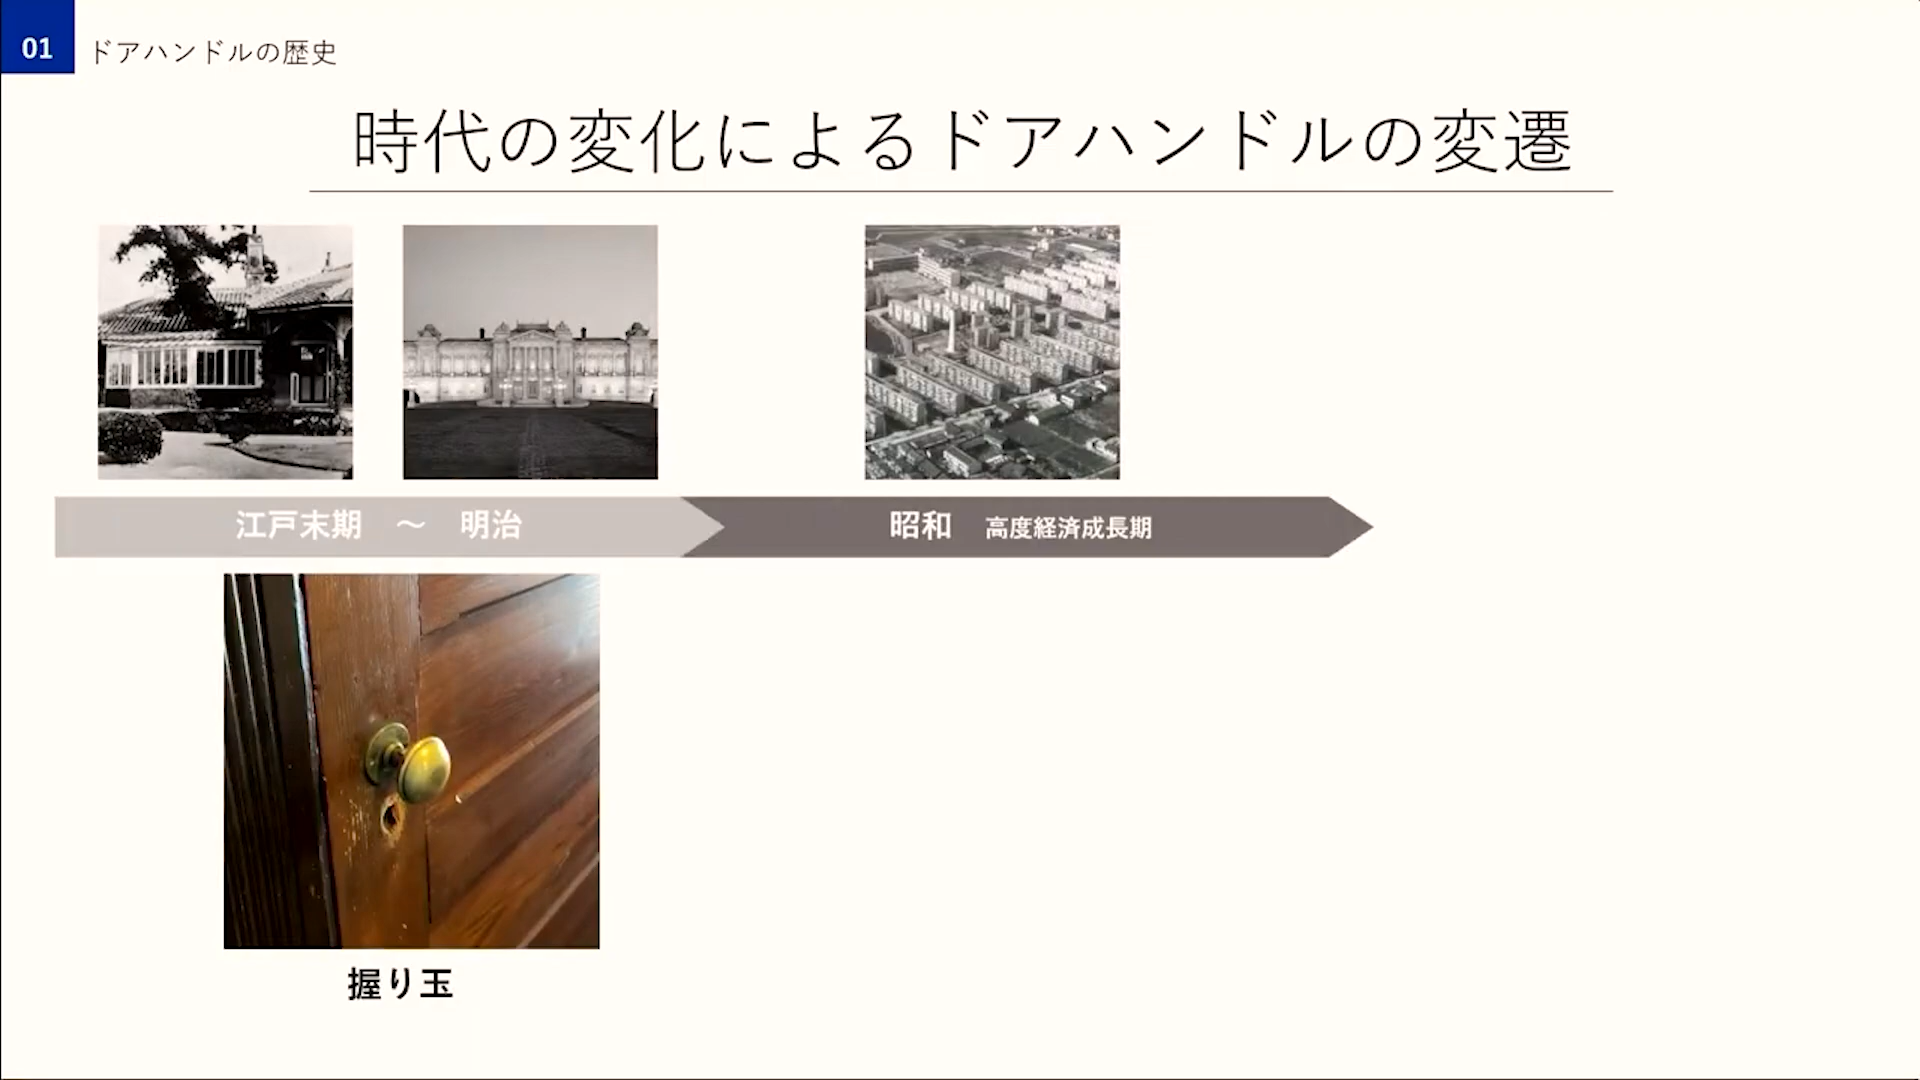 01
ドアハンドルの歴史
時代の変化によるドアハンドルの変遷
江戸末期　～　明治
昭和　高度経済成長期
握り玉